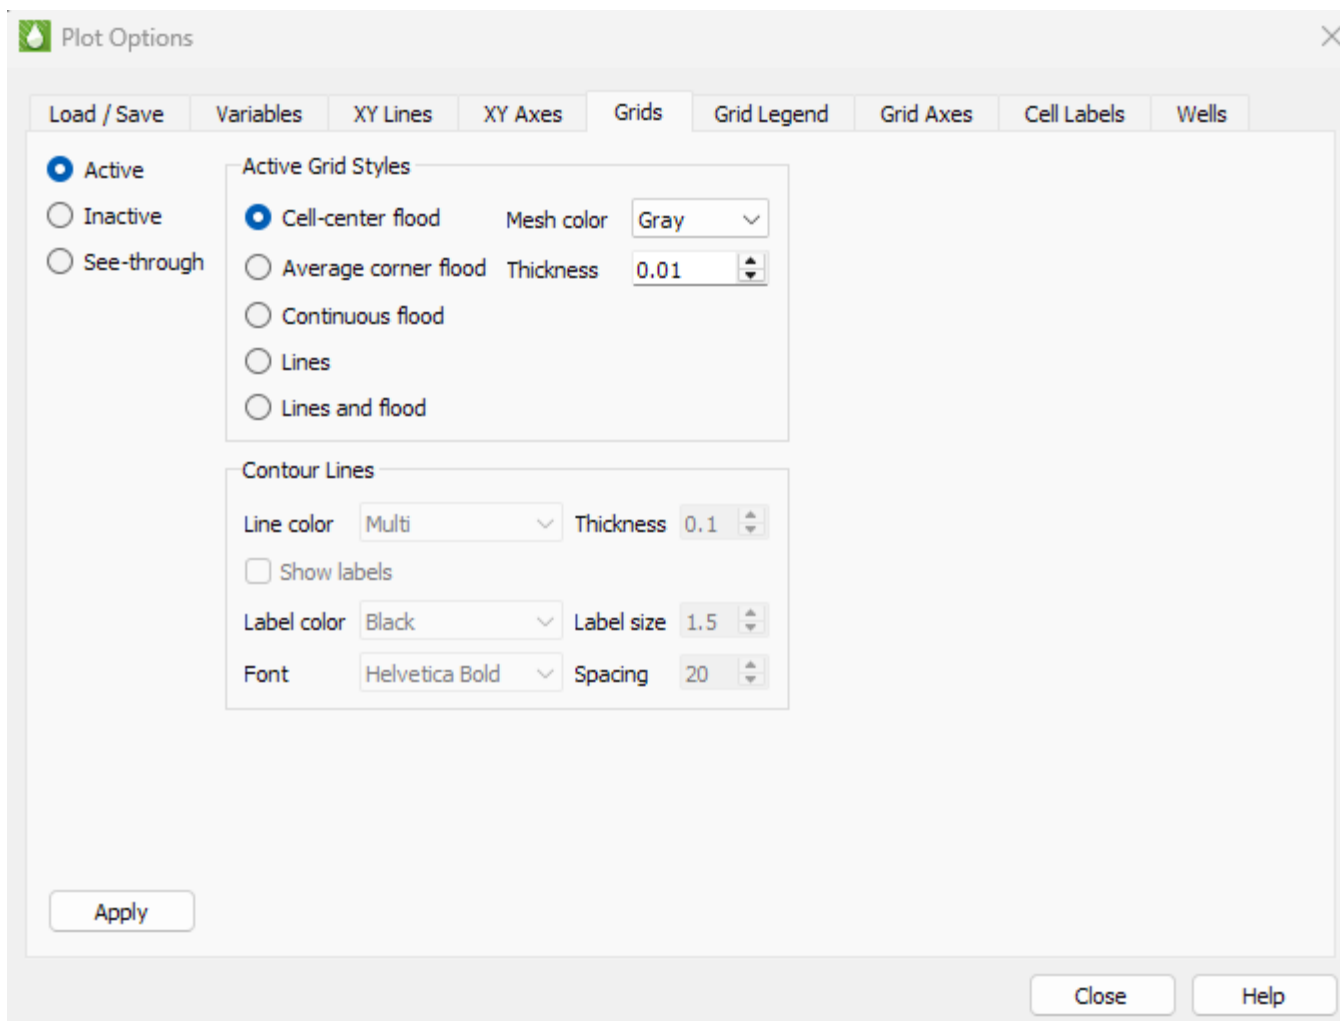 Plot Options
Load / Save Variables XY Lines XY Axes Grids Grid Legend Grid Axes Cell Labels Wells
Active
Inactive
See-through
Active Grid Styles
Cell-center flood Mesh color Gray
Average corner flood Thickness 0.01
Continuous flood
Lines
Lines and flood
Contour Lines
Line color Multi Thickness 0.1
Show labels
Label color Black Label size 1.5
Font Helvetica Bold Spacing 20
Apply
Close Help